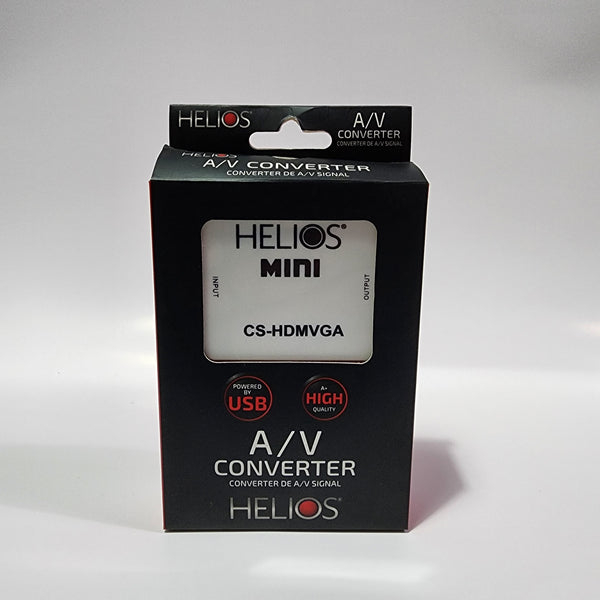 HELIOS
A/V
CONVERTER
CONVERTER DE A/V SIGNAL
HELIOS
A/V CONVERTER
CONVERTER DE A/V SIGNAL
HELIOS®
MINI
INPUT
OUTPUT
CS-HDMVGA
POWERED
BY
USB
A+
HIGH
QUALITY
A/V
CONVERTER
CONVERTER DE A/V SIGNAL
HELIOS®